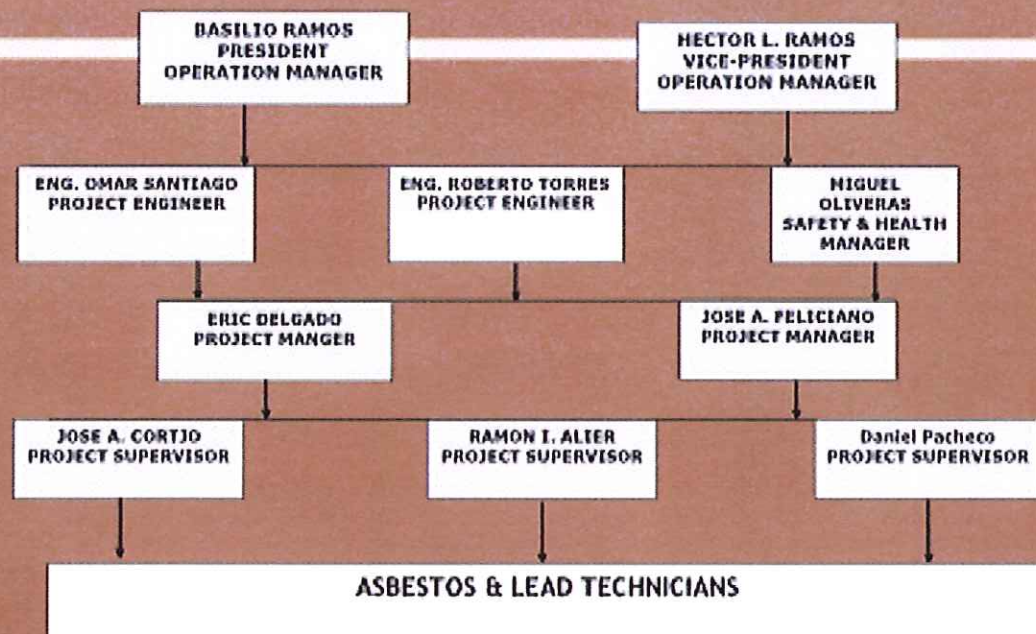 BASILIO RAMOS
PRESIDENT
OPERATION MANAGER
HECTOR L. RAMOS
VICE-PRESIDENT
OPERATION MANAGER
ENG. OMAR SANTIAGO
PROJECT ENGINEER
ENG. ROBERTO TORRES
PROJECT ENGINEER
MIGUEL
OLIVERAS
SAFETY & HEALTH
MANAGER
ERIC DELGADO
PROJECT MANGER
JOSE A. FELICIANO
PROJECT MANAGER
JOSE A. CORTJO
PROJECT SUPERVISOR
RAMON I. ALIER
PROJECT SUPERVISOR
Daniel Pacheco
PROJECT SUPERVISOR
ASBESTOS & LEAD TECHNICIANS